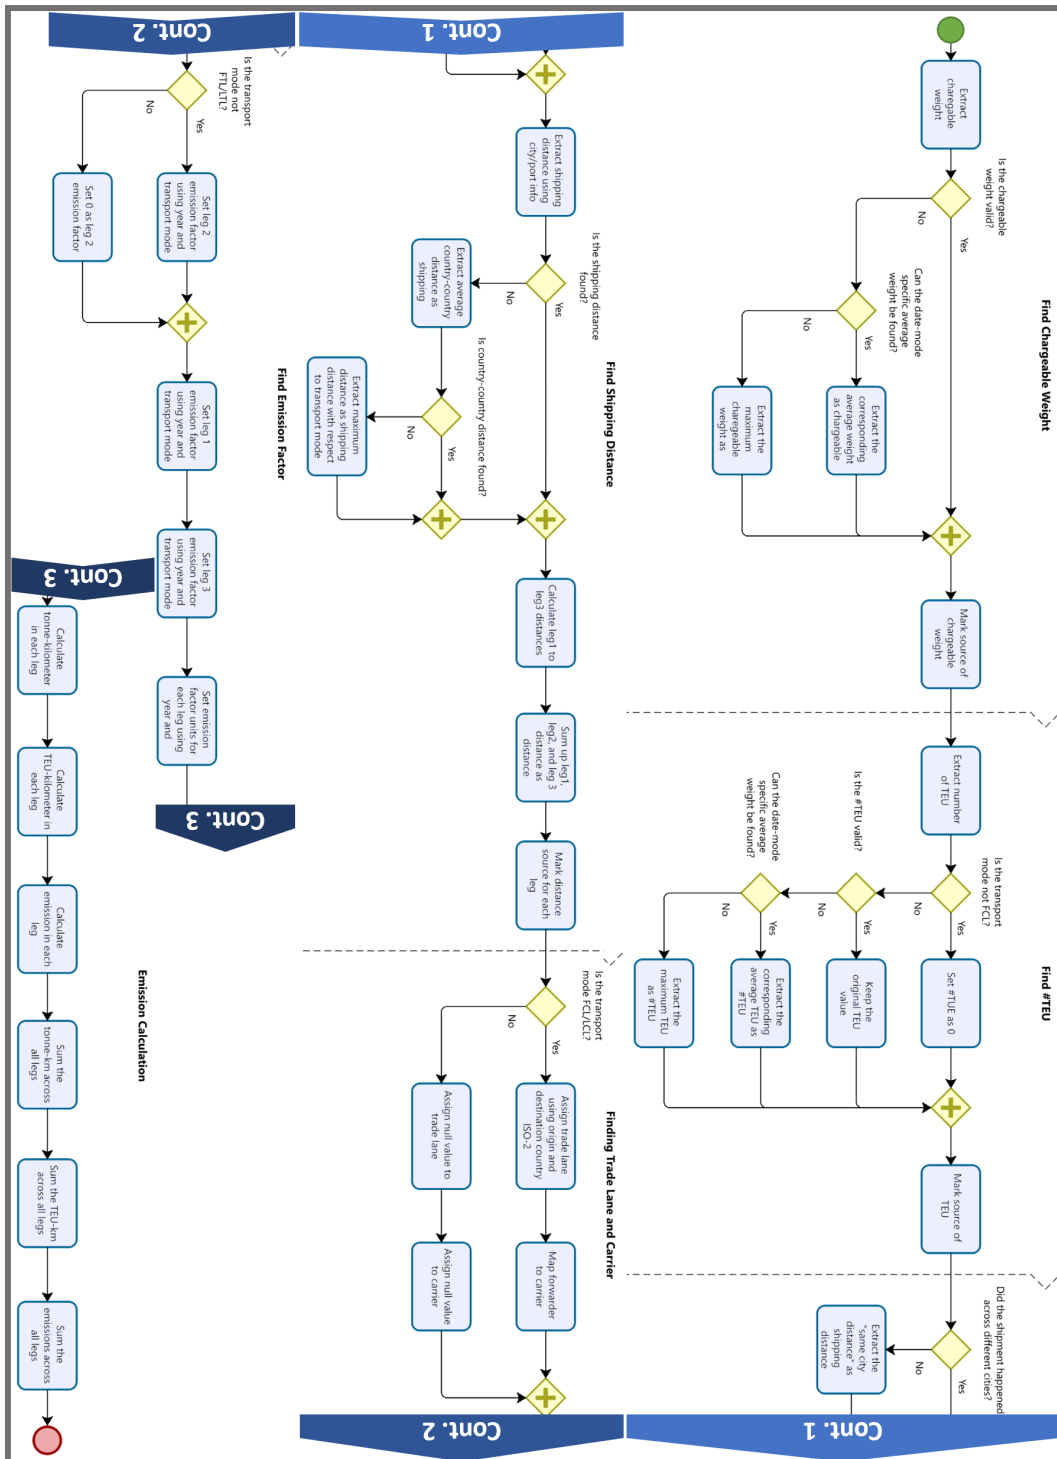 Find Chargeable Weight
Extract
charegable
weight
Is the chargeable
weight valid?
Yes
No
Can the date-mode
specific average
weight be found?
Yes
No
Extract the
corresponding
average weight
as chargeable
Extract the
maximum
charegeable
weight as
Mark source of
chargeable
weight
Find #TEU
Extract number
of TEU
Is the transport
mode not FCL?
Yes
No
Set #TUE as 0
Is the #TEU valid?
Yes
No
Keep the
original TEU
value
Can the date-mode
specific average
weight be found?
Yes
No
Extract the
corresponding
average TEU as
#TEU
Extract the
maximum TEU
as #TEU
Mark source of
TEU
Did the shipment happened
across different cities?
Yes
No
Extract the
"same city
distance" as
shipping
distance
Cont. 1
Cont. 1
Find Shipping Distance
Extract shipping
distance using
city/port info
Is the shipping distance
found?
Yes
No
Extract average
country-country
distance as
shipping
Is country-country distance found?
Yes
No
Extract maximum
distance as shipping
distance with respect
to transport mode
Calculate leg1 to
leg3 distances
Sum up leg1,
leg2, and leg 3
distance as
distance
Mark distance
source for each
leg
Finding Trade Lane and Carrier
Is the transport
mode FCL/LCL?
Yes
No
Assign trade lane
using origin and
destination country
ISO-2
Map forwarder
to carrier
Assign null value to
trade lane
Assign null value
to carrier
Cont. 2
Cont. 2
Find Emission Factor
Is the transport
mode not
FTL/LTL?
Yes
No
Set leg 2
emission factor
using year and
transport mode
Set 0 as leg 2
emission factor
Set leg 1
emission factor
using year and
transport mode
Set leg 3
emission factor
using year and
transport mode
Set emission
factor units for
each leg using
year and
Cont. 3
Cont. 3
Emission Calculation
Calculate
tonne-kilometer
in each leg
Calculate
TEU-kilometer in
each leg
Calculate
emission in each
leg
Sum the
tonne-km across
all legs
Sum the TEU-km
across all legs
Sum the
emissions across
all legs